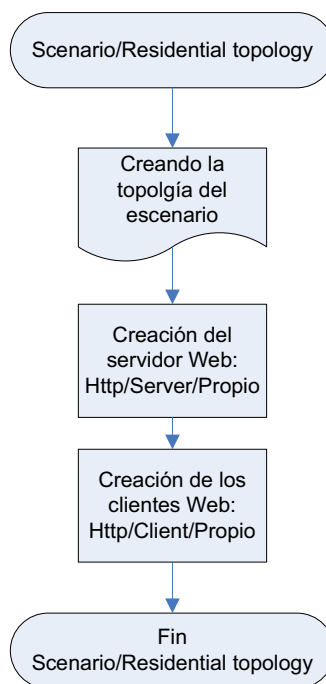 Scenario/Residential topology
Creando la
topolgía del
escenario
Creación del
servidor Web:
Http/Server/Propio
Creación de los
clientes Web:
Http/Client/Propio
Fin
Scenario/Residential topology